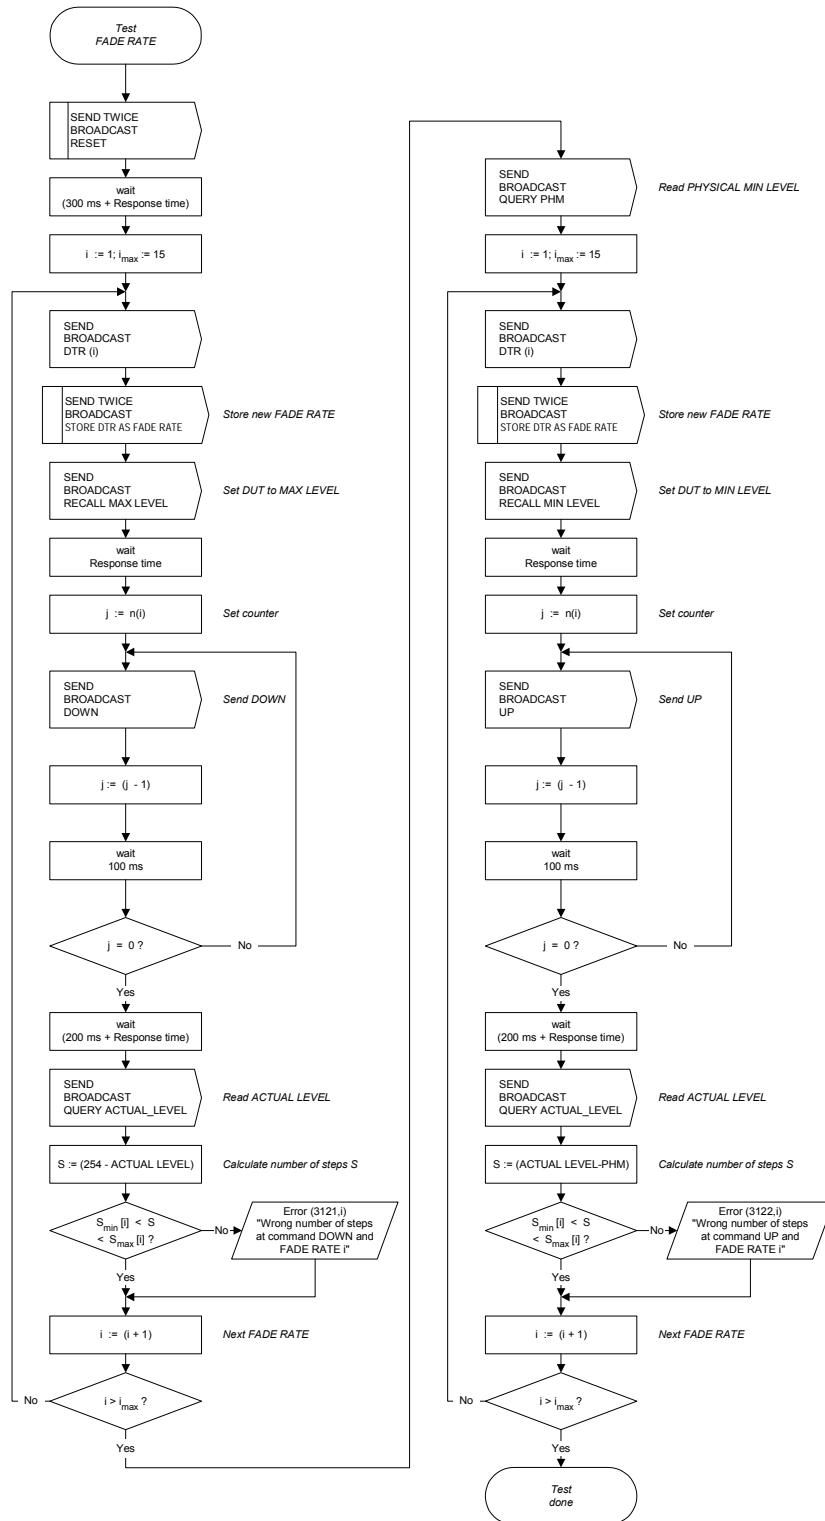 Test
FADE RATE
SEND TWICE
BROADCAST
RESET
wait
(300 ms + Response time)
i := 1; imax := 15
SEND
BROADCAST
DTR (i)
SEND TWICE
BROADCAST
STORE DTR AS FADE RATE
Store new FADE RATE
SEND
BROADCAST
RECALL MAX LEVEL
Set DUT to MAX LEVEL
wait
Response time
j := n(i)
Set counter
SEND
BROADCAST
DOWN
Send DOWN
j := (j - 1)
wait
100 ms
j = 0 ?
No
Yes
wait
(200 ms + Response time)
SEND
BROADCAST
QUERY ACTUAL_LEVEL
Read ACTUAL LEVEL
S := (254 - ACTUAL LEVEL)
Calculate number of steps S
Smin [i] < S
< Smax [i] ?
No
Error (3121,i)
"Wrong number of steps
at command DOWN and
FADE RATE i"
Yes
i := (i + 1)
Next FADE RATE
i > imax ?
No
Yes
SEND
BROADCAST
QUERY PHM
Read PHYSICAL MIN LEVEL
i := 1; imax := 15
SEND
BROADCAST
DTR (i)
SEND TWICE
BROADCAST
STORE DTR AS FADE RATE
Store new FADE RATE
SEND
BROADCAST
RECALL MIN LEVEL
Set DUT to MIN LEVEL
wait
Response time
j := n(i)
Set counter
SEND
BROADCAST
UP
Send UP
j := (j - 1)
wait
100 ms
j = 0 ?
No
Yes
wait
(200 ms + Response time)
SEND
BROADCAST
QUERY ACTUAL_LEVEL
Read ACTUAL LEVEL
S := (ACTUAL LEVEL-PHM)
Calculate number of steps S
Smin [i] < S
< Smax [i] ?
No
Error (3122,i)
"Wrong number of steps
at command UP and
FADE RATE i"
Yes
i := (i + 1)
Next FADE RATE
i > imax ?
No
Yes
Test
done